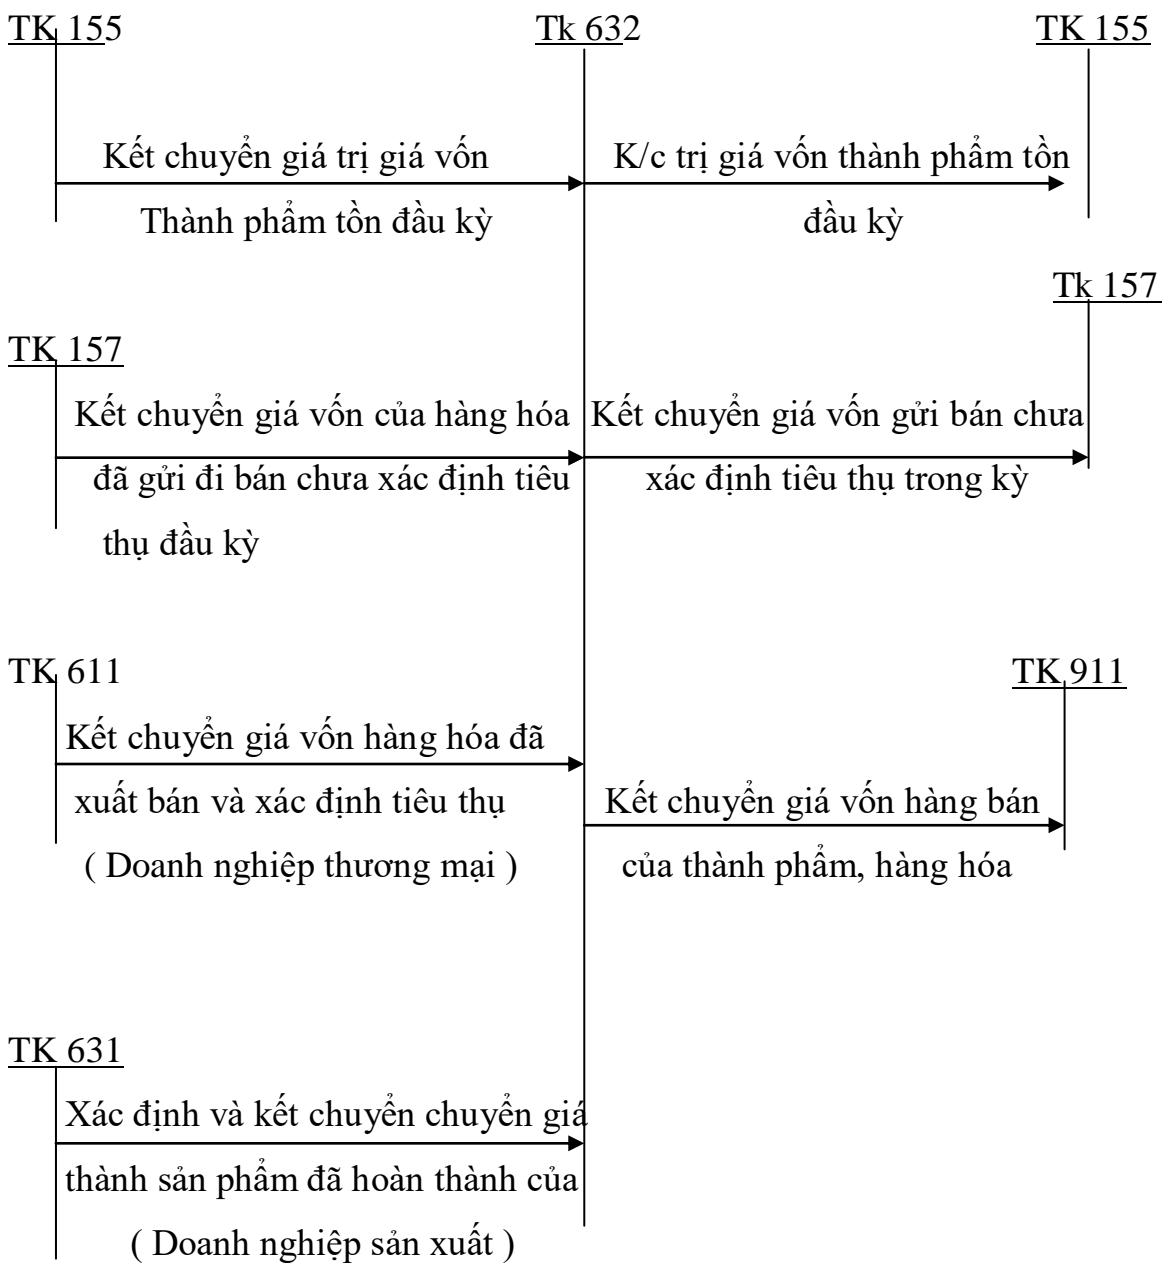 TK 155
Tk 632
TK 155
Kết chuyển giá trị giá vốn
Thành phẩm tồn đầu kỳ
K/c trị giá vốn thành phẩm tồn
đầu kỳ
Tk 157
TK 157
Kết chuyển giá vốn của hàng hóa
đã gửi đi bán chưa xác định tiêu
thụ đầu kỳ
Kết chuyển giá vốn gửi bán chưa
xác định tiêu thụ trong kỳ
TK 611
TK 911
Kết chuyển giá vốn hàng hóa đã
xuất bán và xác định tiêu thụ
( Doanh nghiệp thương mại )
Kết chuyển giá vốn hàng bán
của thành phẩm, hàng hóa
TK 631
Xác định và kết chuyển chuyển giá
thành sản phẩm đã hoàn thành của
( Doanh nghiệp sản xuất )